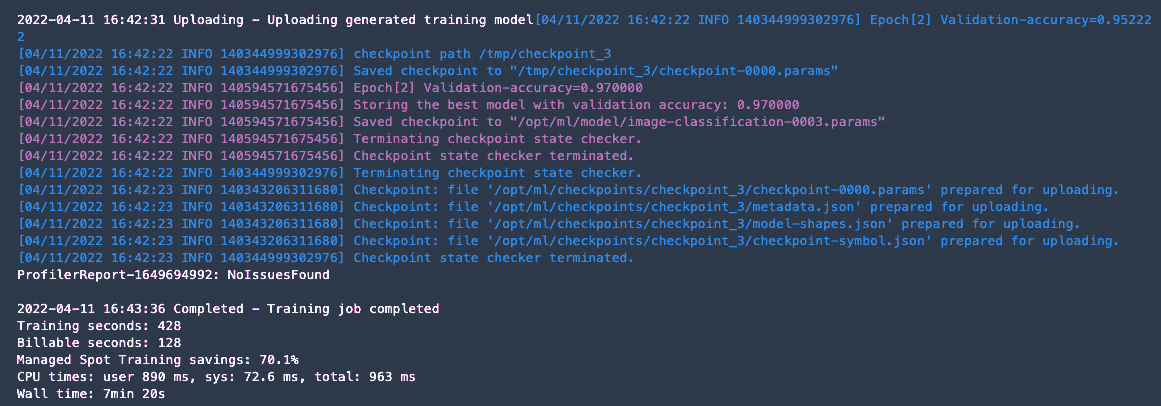 2022-04-11 16:42:31 Uploading - Uploading generated training model[04/11/2022 16:42:22 INFO 140344999302976] Epoch[2] Validation-accuracy=0.95222
2
[04/11/2022 16:42:22 INFO 140344999302976] checkpoint path /tmp/checkpoint_3
[04/11/2022 16:42:22 INFO 140344999302976] Saved checkpoint to "/tmp/checkpoint_3/checkpoint-0000.params"
[04/11/2022 16:42:22 INFO 140594571675456] Epoch[2] Validation-accuracy=0.970000
[04/11/2022 16:42:22 INFO 140594571675456] Storing the best model with validation accuracy: 0.970000
[04/11/2022 16:42:22 INFO 140594571675456] Saved checkpoint to "/opt/ml/model/image-classification-0003.params"
[04/11/2022 16:42:22 INFO 140594571675456] Terminating checkpoint state checker.
[04/11/2022 16:42:22 INFO 140594571675456] Checkpoint state checker terminated.
[04/11/2022 16:42:22 INFO 140344999302976] Terminating checkpoint state checker.
[04/11/2022 16:42:23 INFO 140343206311680] Checkpoint: file '/opt/ml/checkpoints/checkpoint_3/checkpoint-0000.params' prepared for uploading.
[04/11/2022 16:42:23 INFO 140343206311680] Checkpoint: file '/opt/ml/checkpoints/checkpoint_3/metadata.json' prepared for uploading.
[04/11/2022 16:42:23 INFO 140343206311680] Checkpoint: file '/opt/ml/checkpoints/checkpoint_3/model-shapes.json' prepared for uploading.
[04/11/2022 16:42:23 INFO 140343206311680] Checkpoint: file '/opt/ml/checkpoints/checkpoint_3/checkpoint-symbol.json' prepared for uploading.
[04/11/2022 16:42:23 INFO 140344999302976] Checkpoint state checker terminated.
ProfilerReport-1649694992: NoIssuesFound
2022-04-11 16:43:36 Completed - Training job completed
Training seconds: 428
Billable seconds: 128
Managed Spot Training savings: 70.1%
CPU times: user 890 ms, sys: 72.6 ms, total: 963 ms
Wall time: 7min 20s